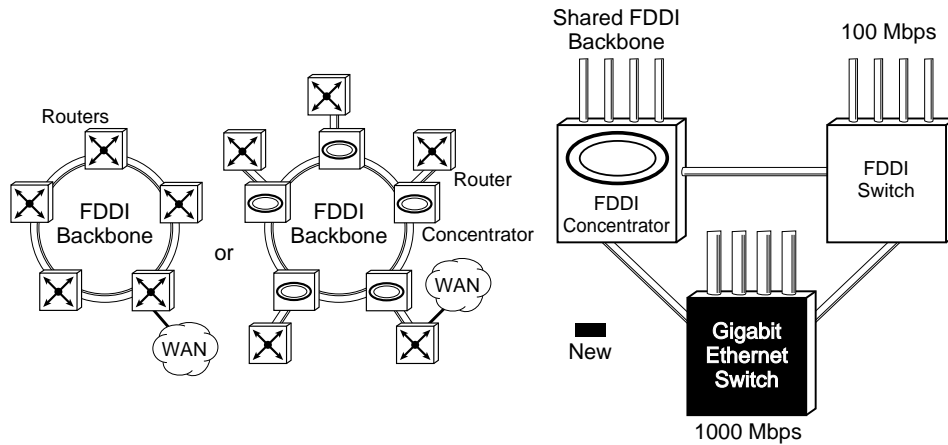 Routers
FDDI
Backbone
WAN
or
FDDI
Backbone
Router
Concentrator
WAN
Shared FDDI
Backbone
100 Mbps
FDDI
Concentrator
FDDI
Switch
New
Gigabit
Ethernet
Switch
1000 Mbps